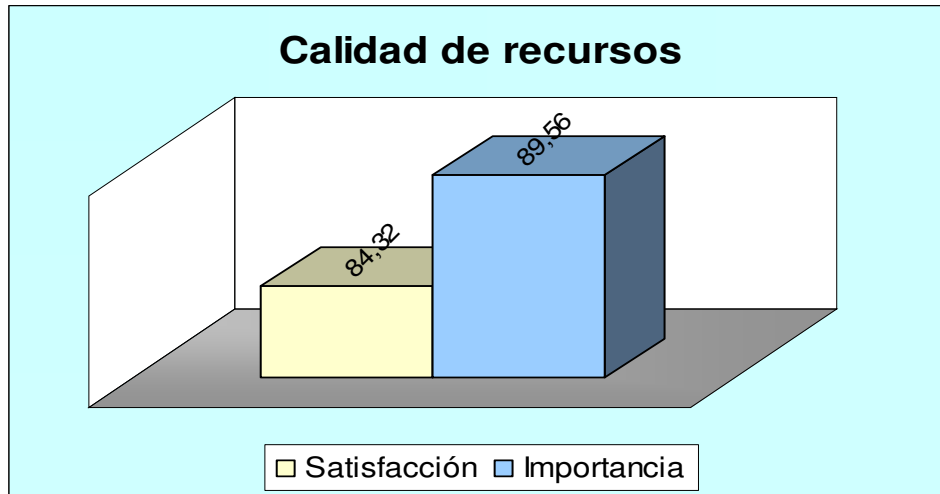 Calidad de recursos
84,32
89,56
Satisfacción
Importancia